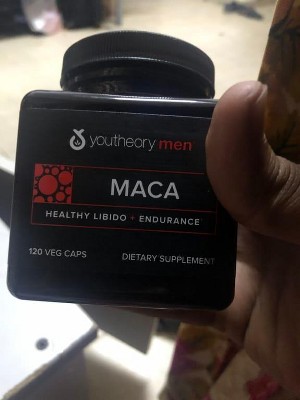 youtheory men
MACA
HEALTHY LIBIDO + ENDURANCE
120 VEG CAPS DIETARY SUPPLEMENT